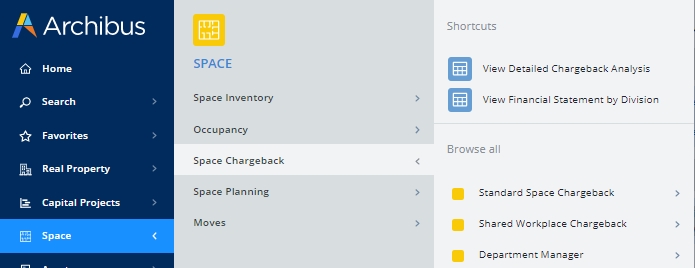 Archibus
Home
Search
Favorites
Real Property
Capital Projects
Space
SPACE
Space Inventory
Occupancy
Space Chargeback
Space Planning
Moves
Shortcuts
View Detailed Chargeback Analysis
View Financial Statement by Division
Browse all
Standard Space Chargeback
Shared Workplace Chargeback
Department Manager